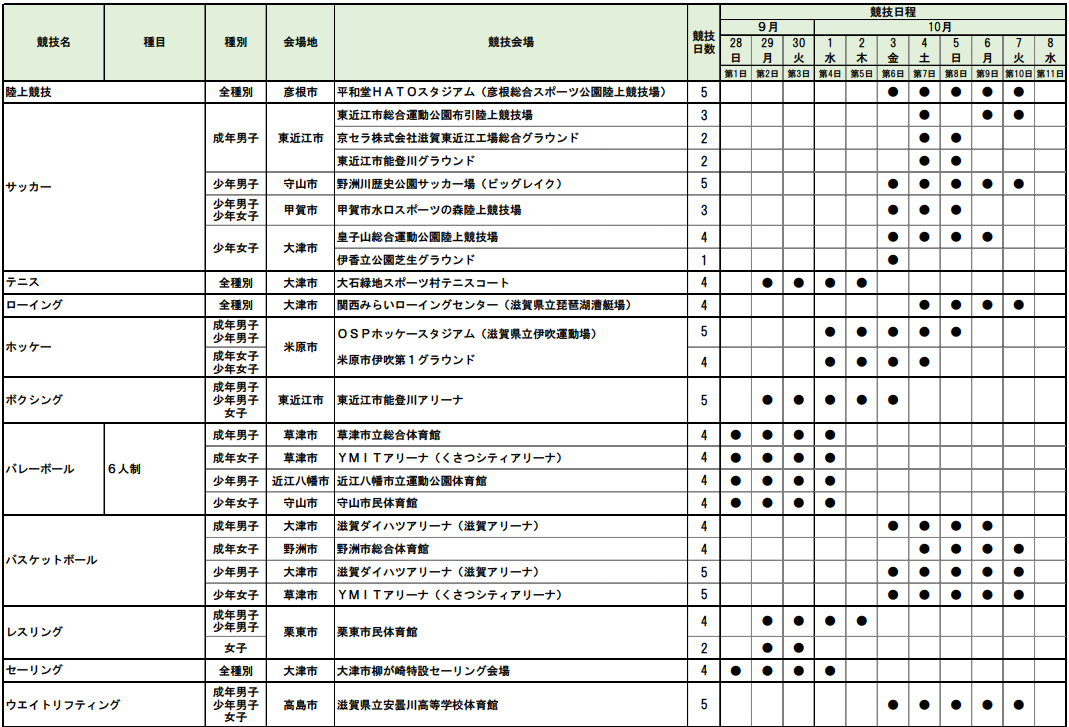 競技名 種目 種別 会場地 競技会場 競技日数 競技日程
9月 10月
28 29 30 1 2 3 4 5 6 7 8
日 月 火 水 木 金 土 日 月 火 水
第1日 第2日 第3日 第4日 第5日 第6日 第7日 第8日 第9日 第10日 第11日
陸上競技 全種別 彦根市 平和堂HATOスタジアム（彦根総合スポーツ公園陸上競技場） 5 ● ● ● ● ●
サッカー 成年男子 東近江市 東近江市総合運動公園布引陸上競技場 3 ● ● ●
京セラ株式会社滋賀東近江工場総合グラウンド 2 ● ●
東近江市能登川グラウンド 2 ● ●
少年男子 守山市 野洲川歴史公園サッカー場（ビッグレイク） 5 ● ● ● ● ●
少年男子 少年女子 甲賀市 甲賀市水口スポーツの森陸上競技場 3 ● ● ●
少年女子 大津市 皇子山総合運動公園陸上競技場 4 ● ● ● ●
伊香立公園芝生グラウンド 1 ●
テニス 全種別 大津市 大石緑地スポーツ村テニスコート 4 ● ● ● ●
ローイング 全種別 大津市 関西みらいローイングセンター（滋賀県立琵琶湖漕艇場） 4 ● ● ● ●
ホッケー 成年男子 少年男子 米原市 OSPホッケースタジアム（滋賀県立伊吹運動場） 5 ● ● ● ● ●
成年女子 少年女子 米原市伊吹第1グラウンド 4 ● ● ● ●
ボクシング 成年男子 少年男子 女子 東近江市 東近江市能登川アリーナ 5 ● ● ● ● ●
バレーボール 6人制 成年男子 草津市 草津市立総合体育館 4 ● ● ● ●
成年女子 草津市 YMITアリーナ（くさつシティアリーナ） 4 ● ● ● ●
少年男子 近江八幡市 近江八幡市立運動公園体育館 4 ● ● ● ●
少年女子 守山市 守山市民体育館 4 ● ● ● ●
バスケットボール 成年男子 大津市 滋賀ダイハツアリーナ（滋賀アリーナ） 4 ● ● ● ●
成年女子 野洲市 野洲市総合体育館 4 ● ● ● ●
少年男子 大津市 滋賀ダイハツアリーナ（滋賀アリーナ） 5 ● ● ● ● ●
少年女子 草津市 YMITアリーナ（くさつシティアリーナ） 5 ● ● ● ● ●
レスリング 成年男子 少年男子 栗東市 栗東市民体育館 4 ● ● ● ●
女子 2 ● ●
セーリング 全種別 大津市 大津市柳が崎特設セーリング会場 4 ● ● ● ●
ウエイトリフティング 成年男子 少年男子 女子 高島市 滋賀県立安曇川高等学校体育館 5 ● ● ● ● ●